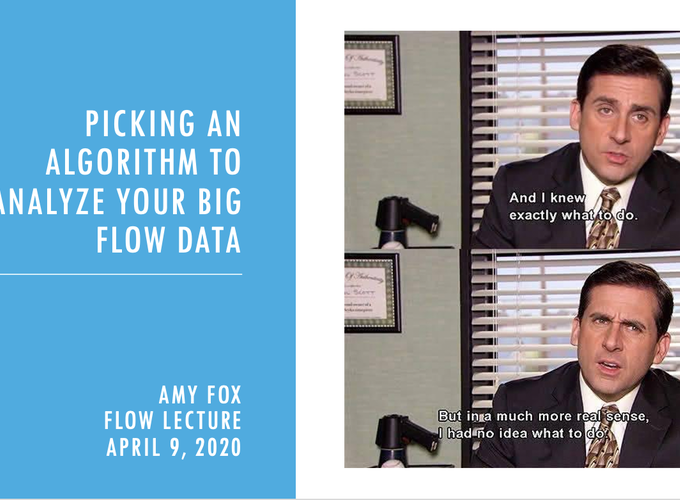 PICKING AN
ALGORITHM TO
ANALYZE YOUR BIG
FLOW DATA
AMY FOX
FLOW LECTURE
APRIL 9, 2020
And I knew
exactly what to do.
But in a much more real sense,
I had no idea what to do.